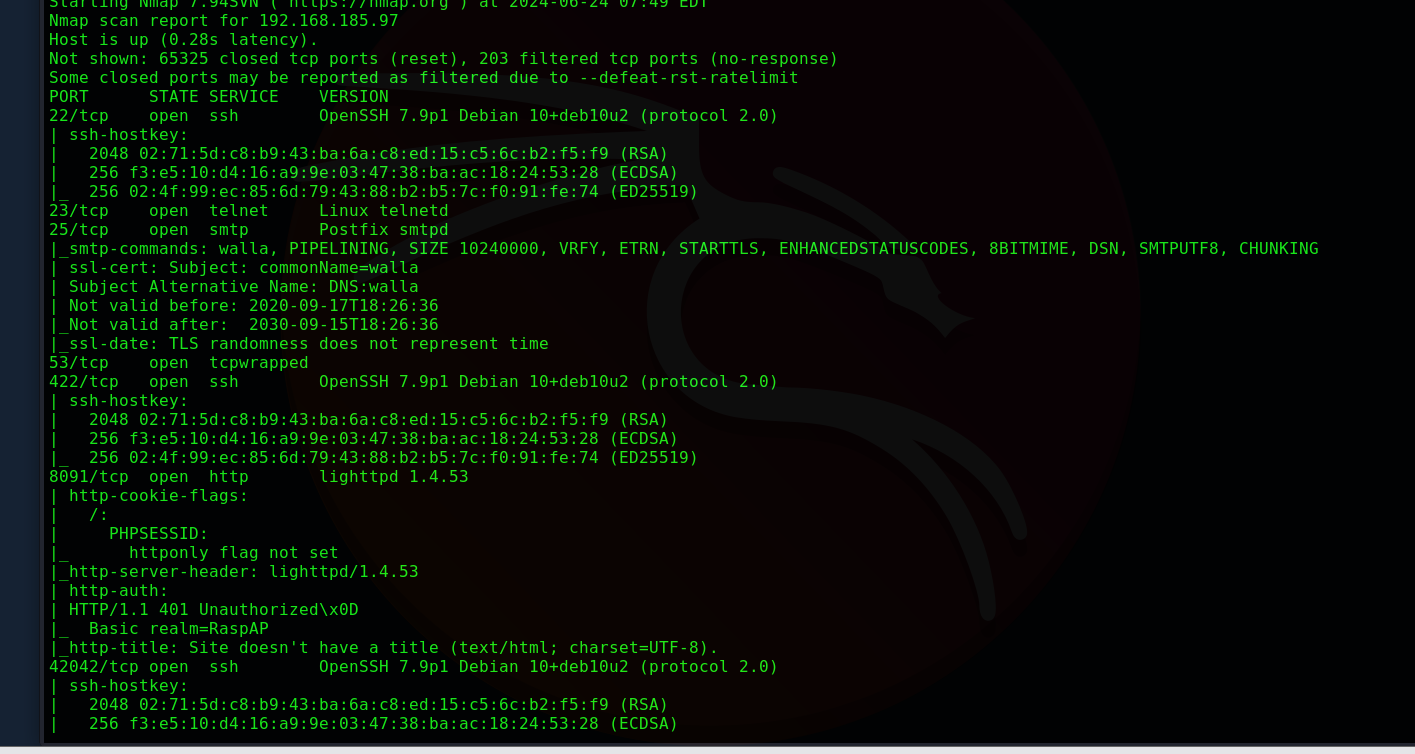 Starting Nmap 7.94SVN ( https://nmap.org ) at 2024-06-24 07:49 EDT
Nmap scan report for 192.168.185.97
Host is up (0.28s latency).
Not shown: 65325 closed tcp ports (reset), 203 filtered tcp ports (no-response)
Some closed ports may be reported as filtered due to --defeat-rst-ratelimit
PORT      STATE SERVICE    VERSION
22/tcp    open  ssh        OpenSSH 7.9p1 Debian 10+deb10u2 (protocol 2.0)
| ssh-hostkey:
|   2048 02:71:5d:c8:b9:43:ba:6a:c8:ed:15:c5:6c:b2:f5:f9 (RSA)
|   256 f3:e5:10:d4:16:a9:9e:03:47:38:ba:ac:18:24:53:28 (ECDSA)
|_  256 02:4f:99:ec:85:6d:79:43:88:b2:b5:7c:f0:91:fe:74 (ED25519)
23/tcp    open  telnet     Linux telnetd
25/tcp    open  smtp       Postfix smtpd
|_smtp-commands: walla, PIPELINING, SIZE 10240000, VRFY, ETRN, STARTTLS, ENHANCEDSTATUSCODES, 8BITMIME, DSN, SMTPUTF8, CHUNKING
| ssl-cert: Subject: commonName=walla
| Subject Alternative Name: DNS:walla
| Not valid before: 2020-09-17T18:26:36
|_Not valid after:  2030-09-15T18:26:36
|_ssl-date: TLS randomness does not represent time
53/tcp    open  tcpwrapped
422/tcp   open  ssh        OpenSSH 7.9p1 Debian 10+deb10u2 (protocol 2.0)
| ssh-hostkey:
|   2048 02:71:5d:c8:b9:43:ba:6a:c8:ed:15:c5:6c:b2:f5:f9 (RSA)
|   256 f3:e5:10:d4:16:a9:9e:03:47:38:ba:ac:18:24:53:28 (ECDSA)
|_  256 02:4f:99:ec:85:6d:79:43:88:b2:b5:7c:f0:91:fe:74 (ED25519)
8091/tcp  open  http       lighttpd 1.4.53
| http-cookie-flags:
|   /:
|     PHPSESSID:
|_      httponly flag not set
|_http-server-header: lighttpd/1.4.53
| http-auth:
| HTTP/1.1 401 Unauthorized\x0D
|_  Basic realm=RaspAP
|_http-title: Site doesn't have a title (text/html; charset=UTF-8).
42042/tcp open  ssh        OpenSSH 7.9p1 Debian 10+deb10u2 (protocol 2.0)
| ssh-hostkey:
|   2048 02:71:5d:c8:b9:43:ba:6a:c8:ed:15:c5:6c:b2:f5:f9 (RSA)
|   256 f3:e5:10:d4:16:a9:9e:03:47:38:ba:ac:18:24:53:28 (ECDSA)